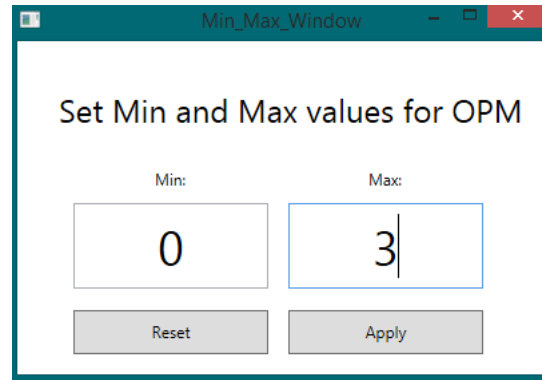 Min_Max_Window
Set Min and Max values for OPM
Min: Max:
0 3
Reset Apply